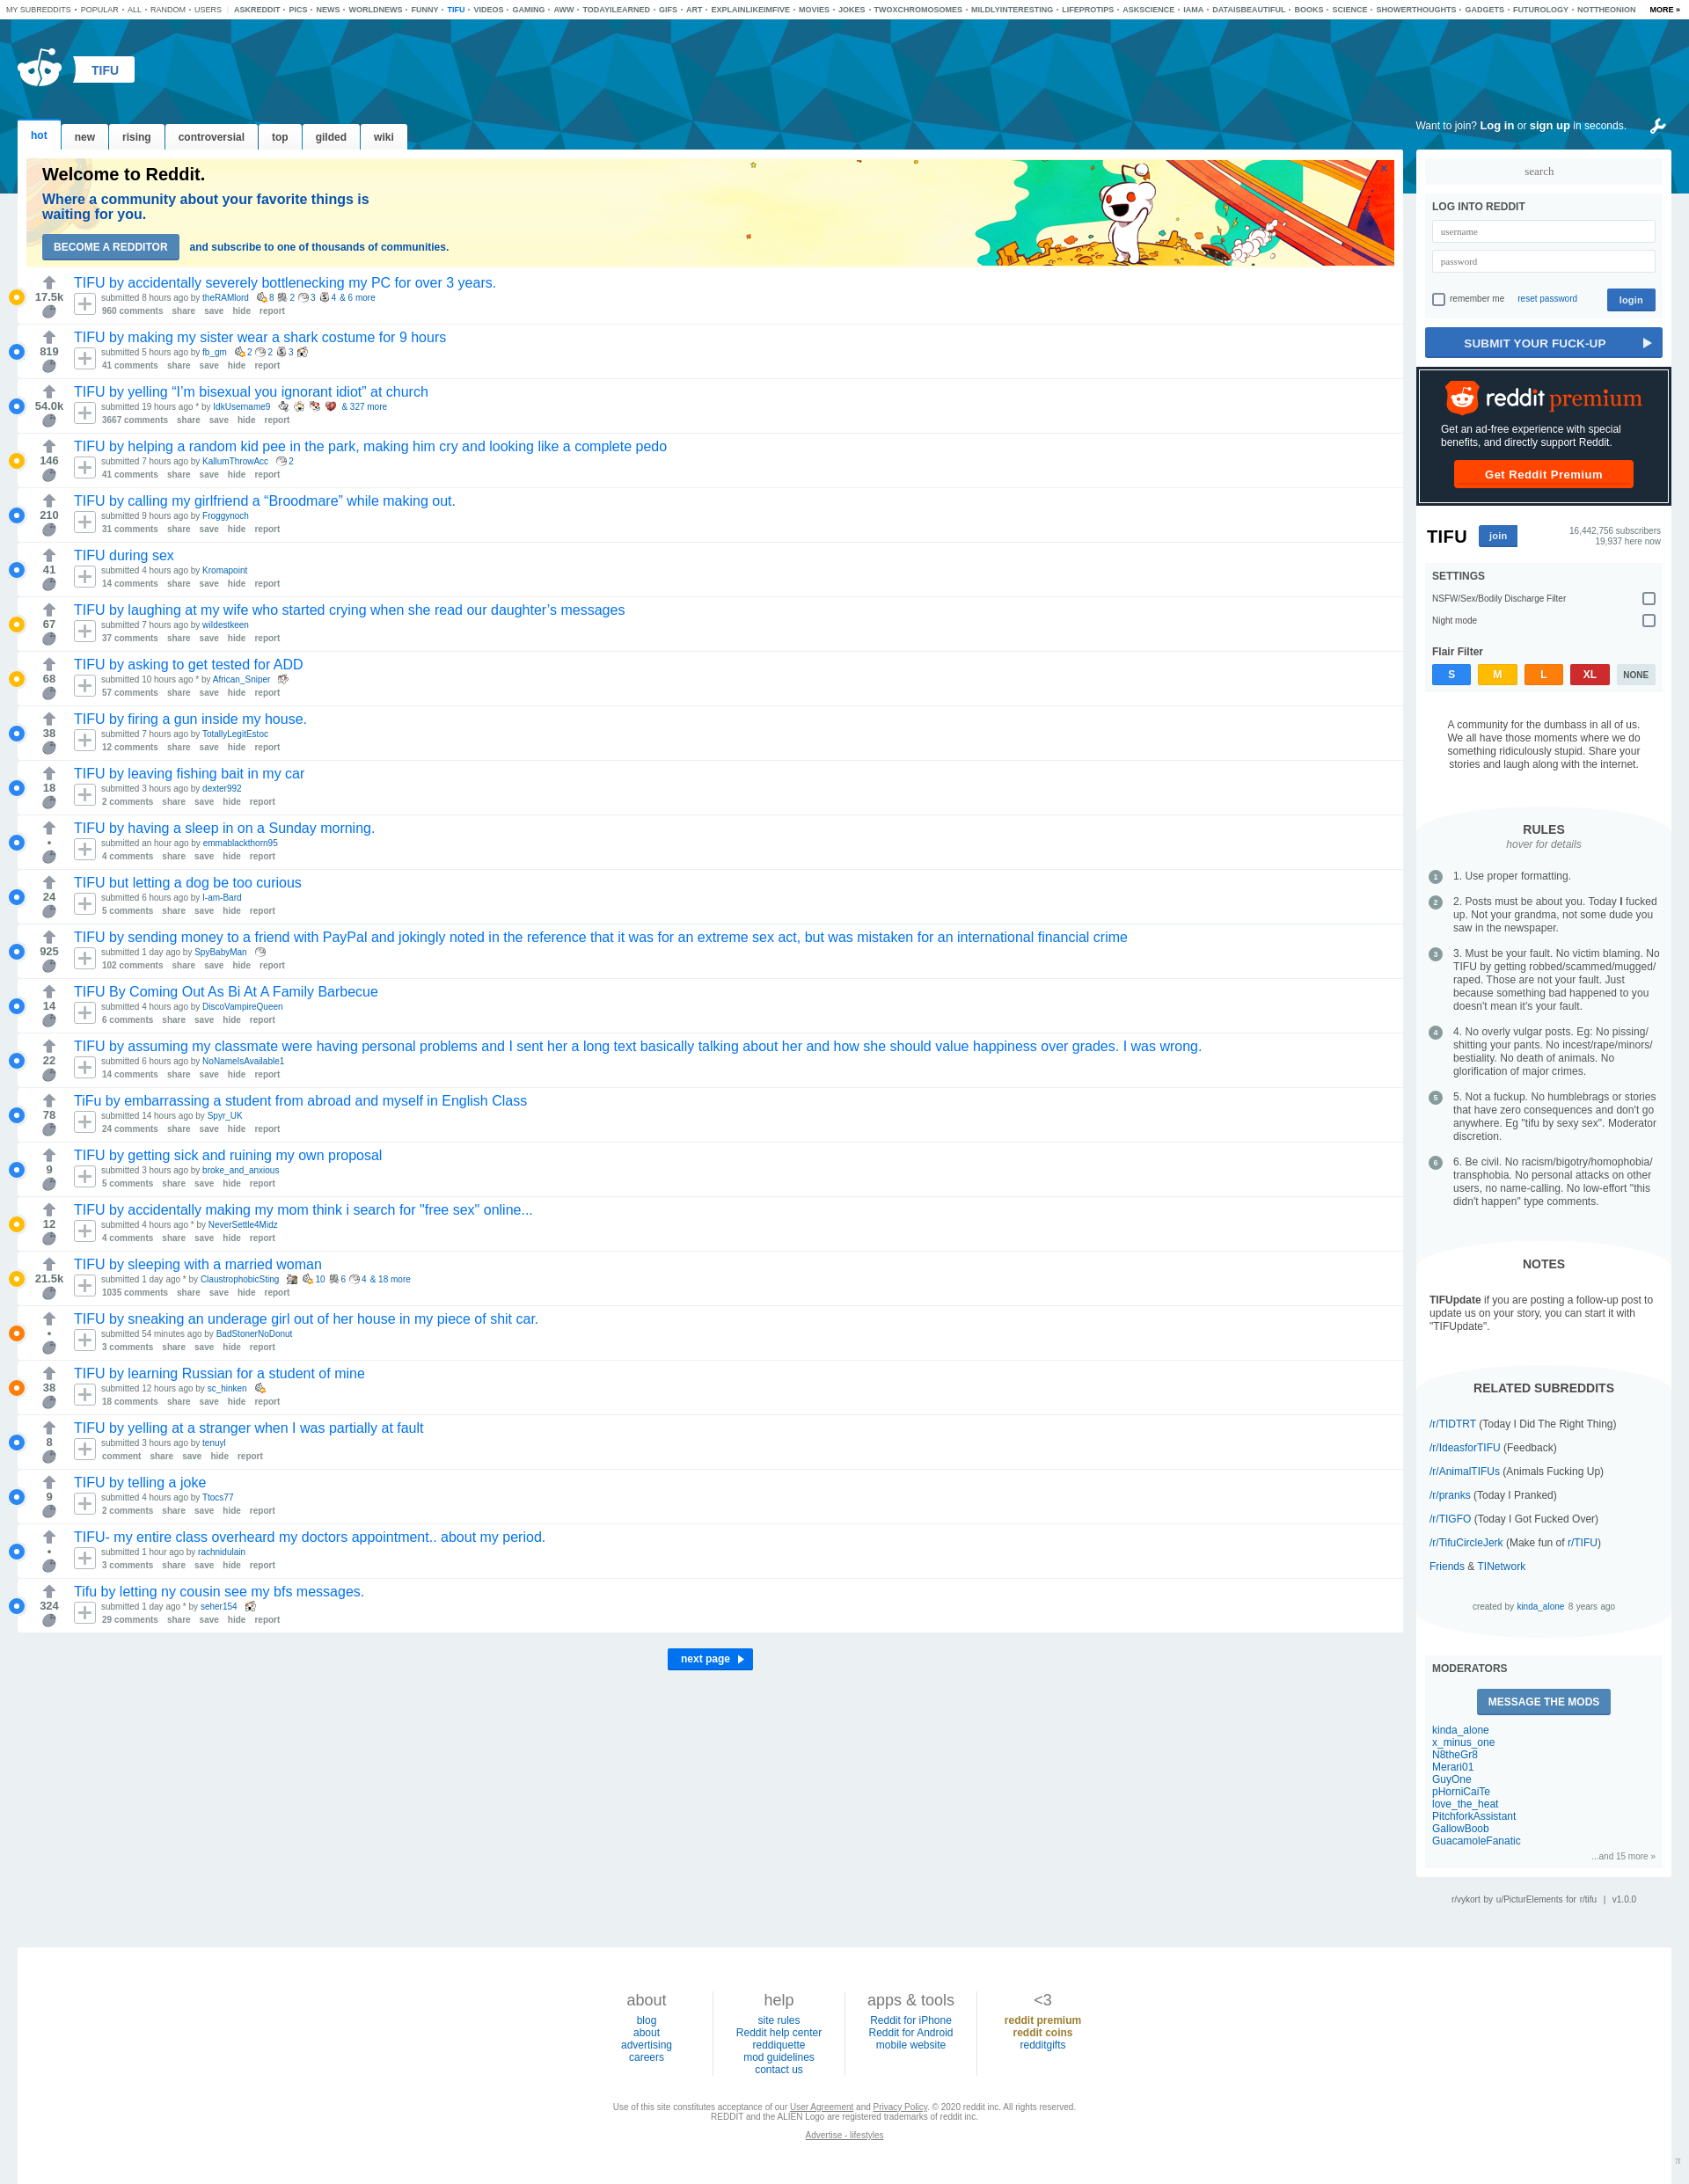 MY SUBREDDITS • POPULAR • ALL • RANDOM • USERS | ASKREDDIT • PICS • NEWS • WORLDNEWS • FUNNY • TIFU • VIDEOS • GAMING • AWW • TODAYILEARNED • GIFS • ART • EXPLAINLIKEIMFIVE • MOVIES • JOKES • TWOXCHROMOSOMES • MILDLYINTERESTING • LIFEPROTIPS • ASKSCIENCE • IAMA • DATAISBEAUTIFUL • BOOKS • SCIENCE • SHOWERTHOUGHTS • GADGETS • FUTUROLOGY • NOTTHEONION MORE »
TIFU
hot new rising controversial top gilded wiki
Want to join? Log in or sign up in seconds.
Welcome to Reddit.
Where a community about your favorite things is
waiting for you.
BECOME A REDDITOR and subscribe to one of thousands of communities.
×
TIFU by accidentally severely bottlenecking my PC for over 3 years.
17.5k submitted 8 hours ago by theRAMlord 8 2 3 4 & 6 more
960 comments share save hide report
TIFU by making my sister wear a shark costume for 9 hours
819 submitted 5 hours ago by fb_gm 2 2 3
41 comments share save hide report
TIFU by yelling “I’m bisexual you ignorant idiot” at church
54.0k submitted 19 hours ago * by IdkUsername9 & 327 more
3667 comments share save hide report
TIFU by helping a random kid pee in the park, making him cry and looking like a complete pedo
146 submitted 7 hours ago by KallumThrowAcc 2
41 comments share save hide report
TIFU by calling my girlfriend a “Broodmare” while making out.
210 submitted 9 hours ago by Froggynoch
31 comments share save hide report
TIFU during sex
41 submitted 4 hours ago by Kromapoint
14 comments share save hide report
TIFU by laughing at my wife who started crying when she read our daughter’s messages
67 submitted 7 hours ago by wildestkeen
37 comments share save hide report
TIFU by asking to get tested for ADD
68 submitted 10 hours ago * by African_Sniper
57 comments share save hide report
TIFU by firing a gun inside my house.
38 submitted 7 hours ago by TotallyLegitEstoc
12 comments share save hide report
TIFU by leaving fishing bait in my car
18 submitted 3 hours ago by dexter992
2 comments share save hide report
TIFU by having a sleep in on a Sunday morning.
• submitted an hour ago by emmablackthorn95
4 comments share save hide report
TIFU but letting a dog be too curious
24 submitted 6 hours ago by I-am-Bard
5 comments share save hide report
TIFU by sending money to a friend with PayPal and jokingly noted in the reference that it was for an extreme sex act, but was mistaken for an international financial crime
925 submitted 1 day ago by SpyBabyMan
102 comments share save hide report
TIFU By Coming Out As Bi At A Family Barbecue
14 submitted 4 hours ago by DiscoVampireQueen
6 comments share save hide report
TIFU by assuming my classmate were having personal problems and I sent her a long text basically talking about her and how she should value happiness over grades. I was wrong.
22 submitted 6 hours ago by NoNameIsAvailable1
14 comments share save hide report
TiFu by embarrassing a student from abroad and myself in English Class
78 submitted 14 hours ago by Spyr_UK
24 comments share save hide report
TIFU by getting sick and ruining my own proposal
9 submitted 3 hours ago by broke_and_anxious
5 comments share save hide report
TIFU by accidentally making my mom think i search for "free sex" online...
12 submitted 4 hours ago * by NeverSettle4Midz
4 comments share save hide report
TIFU by sleeping with a married woman
21.5k submitted 1 day ago * by ClaustrophobicSting 10 6 4 & 18 more
1035 comments share save hide report
TIFU by sneaking an underage girl out of her house in my piece of shit car.
• submitted 54 minutes ago by BadStonerNoDonut
3 comments share save hide report
TIFU by learning Russian for a student of mine
38 submitted 12 hours ago by sc_hinken
18 comments share save hide report
TIFU by yelling at a stranger when I was partially at fault
8 submitted 3 hours ago by tenuyl
comment share save hide report
TIFU by telling a joke
9 submitted 4 hours ago by Ttocs77
2 comments share save hide report
TIFU- my entire class overheard my doctors appointment.. about my period.
• submitted 1 hour ago by rachnidulain
3 comments share save hide report
Tifu by letting ny cousin see my bfs messages.
324 submitted 1 day ago * by seher154
29 comments share save hide report
next page
search
LOG INTO REDDIT
username
password
remember me reset password login
SUBMIT YOUR FUCK-UP
reddit premium
Get an ad-free experience with special
benefits, and directly support Reddit.
Get Reddit Premium
TIFU join 16,442,756 subscribers
19,937 here now
SETTINGS
NSFW/Sex/Bodily Discharge Filter
Night mode
Flair Filter
S M L XL NONE
A community for the dumbass in all of us.
We all have those moments where we do
something ridiculously stupid. Share your
stories and laugh along with the internet.
RULES
hover for details
1 1. Use proper formatting.
2 2. Posts must be about you. Today I fucked
up. Not your grandma, not some dude you
saw in the newspaper.
3 3. Must be your fault. No victim blaming. No
TIFU by getting robbed/scammed/mugged/
raped. Those are not your fault. Just
because something bad happened to you
doesn't mean it's your fault.
4 4. No overly vulgar posts. Eg: No pissing/
shitting your pants. No incest/rape/minors/
bestiality. No death of animals. No
glorification of major crimes.
5 5. Not a fuckup. No humblebrags or stories
that have zero consequences and don't go
anywhere. Eg "tifu by sexy sex". Moderator
discretion.
6 6. Be civil. No racism/bigotry/homophobia/
transphobia. No personal attacks on other
users, no name-calling. No low-effort "this
didn't happen" type comments.
NOTES
TIFUpdate if you are posting a follow-up post to
update us on your story, you can start it with
"TIFUpdate".
RELATED SUBREDDITS
/r/TIDTRT (Today I Did The Right Thing)
/r/IdeasforTIFU (Feedback)
/r/AnimalTIFUs (Animals Fucking Up)
/r/pranks (Today I Pranked)
/r/TIGFO (Today I Got Fucked Over)
/r/TifuCircleJerk (Make fun of r/TIFU)
Friends & TINetwork
created by kinda_alone 8 years ago
MODERATORS
MESSAGE THE MODS
kinda_alone
x_minus_one
N8theGr8
Merari01
GuyOne
pHorniCaiTe
love_the_heat
PitchforkAssistant
GallowBoob
GuacamoleFanatic
...and 15 more »
r/vykort by u/PicturElements for r/tifu | v1.0.0
about
blog
about
advertising
careers
help
site rules
Reddit help center
reddiquette
mod guidelines
contact us
apps & tools
Reddit for iPhone
Reddit for Android
mobile website
<3
reddit premium
reddit coins
redditgifts
Use of this site constitutes acceptance of our User Agreement and Privacy Policy. © 2020 reddit inc. All rights reserved.
REDDIT and the ALIEN Logo are registered trademarks of reddit inc.
Advertise - lifestyles
π